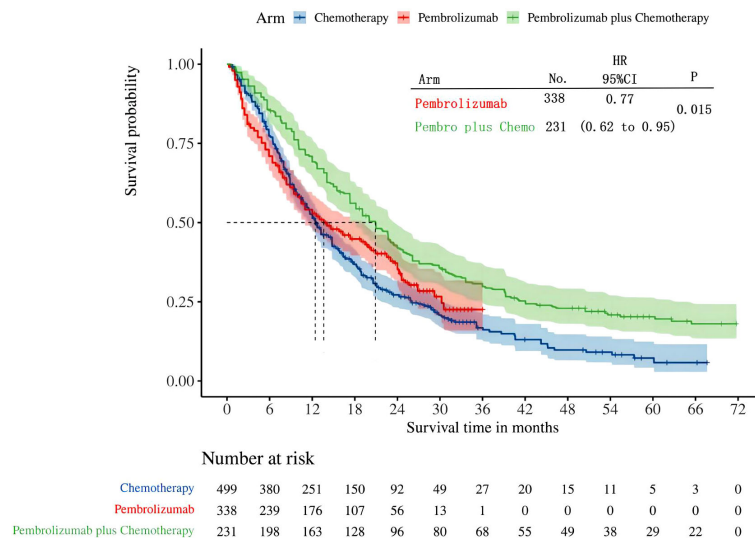 Arm Chemotherapy Pembrolizumab Pembrolizumab plus Chemotherapy
Survival probability
1.00
0.75
0.50
0.25
0.00
HR
Arm No. 95%CI P
Pembrolizumab 338 0.77
0.015
Pembro plus Chemo 231 (0.62 to 0.95)
0 6 12 18 24 30 36 42 48 54 60 66 72
Survival time in months
Number at risk
Chemotherapy 499 380 251 150 92 49 27 20 15 11 5 3 0
Pembrolizumab 338 239 176 107 56 13 1 0 0 0 0 0 0
Pembrolizumab plus Chemotherapy 231 198 163 128 96 80 68 55 49 38 29 22 0